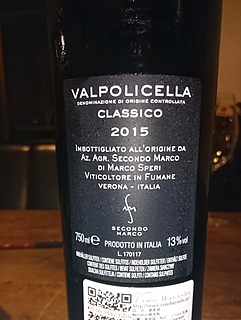 VALPOLICELLA
DENOMINAZIONE DI ORIGINE CONTROLLATA
CLASSICO
2015
IMBOTTIGLIATO ALL'ORIGINE DA
AZ. AGR. SECONDO MARCO
DI MARCO SPERI
VITICOLTORE IN FUMANE
VERONA - ITALIA
SECONDO
MARCO
750 ml e PRODOTTO IN ITALIA 13% vol
L. 170117